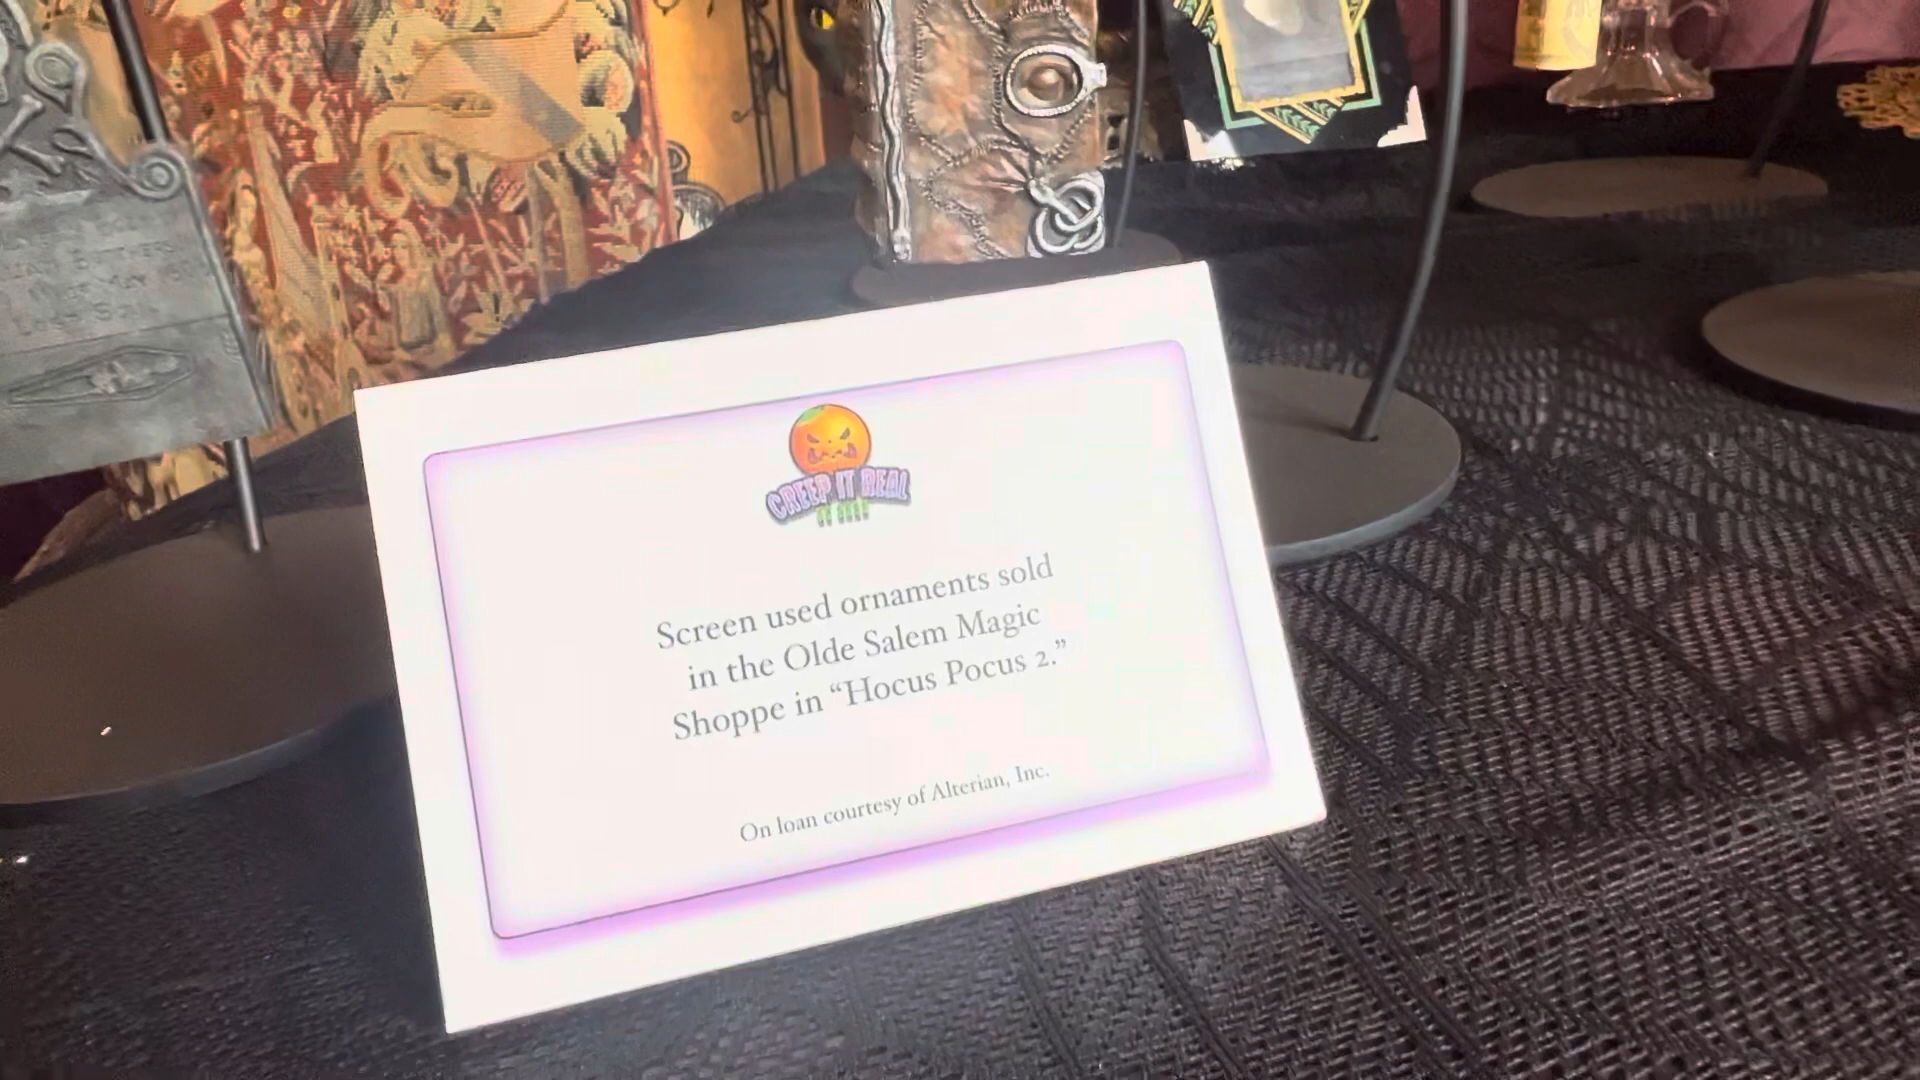 CREEP IT REAL
Screen used ornaments sold
in the Olde Salem Magic
Shoppe in “Hocus Pocus 2.”
On loan courtesy of Alterian, Inc.